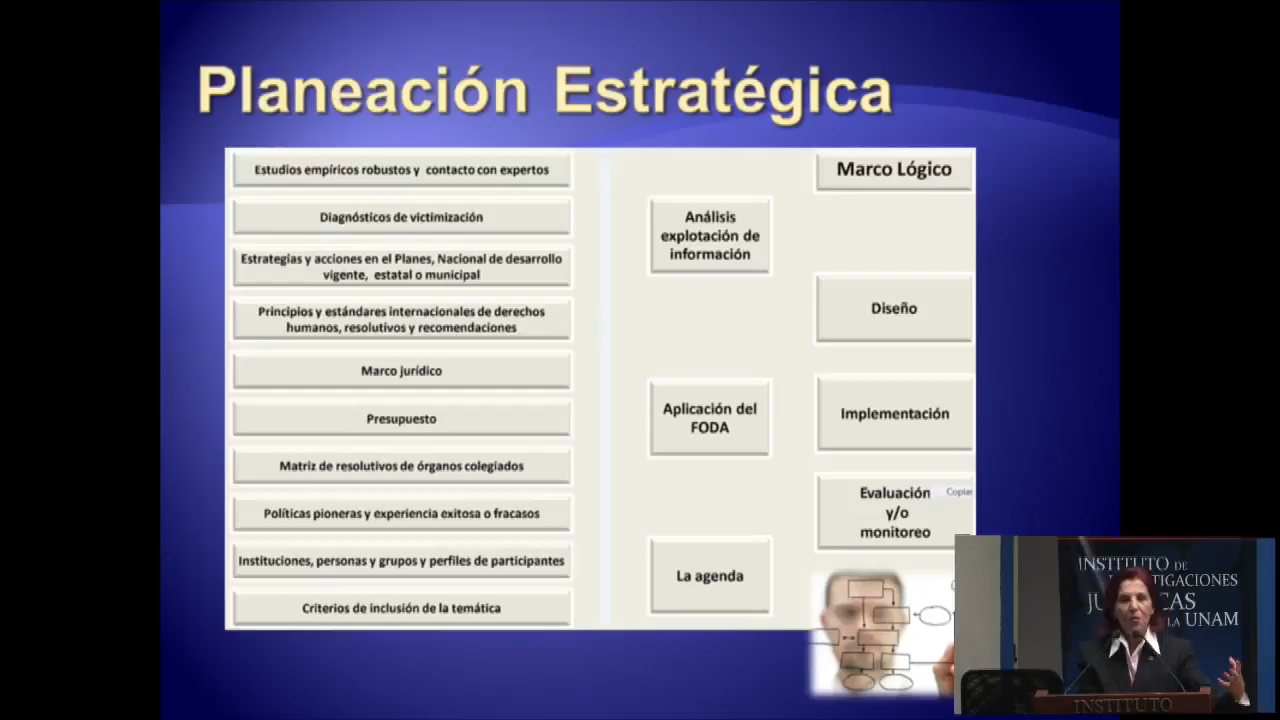 Planeación Estratégica
Estudios empíricos robustos y contacto con expertos
Diagnósticos de victimización
Estrategias y acciones en el Planes, Nacional de desarrollo
vigente, estatal o municipal
Principios y estándares internacionales de derechos
humanos, resolutivos y recomendaciones
Marco jurídico
Presupuesto
Matriz de resolutivos de órganos colegiados
Políticas pioneras y experiencia exitosa o fracasos
Instituciones, personas y grupos y perfiles de participantes
Criterios de inclusión de la temática
Análisis
explotación de
información
Aplicación del
FODA
La agenda
Marco Lógico
Diseño
Implementación
Evaluación
y/o
monitoreo
Copiar
INSTITUTO DE
LA UNAM
INSTITUTO